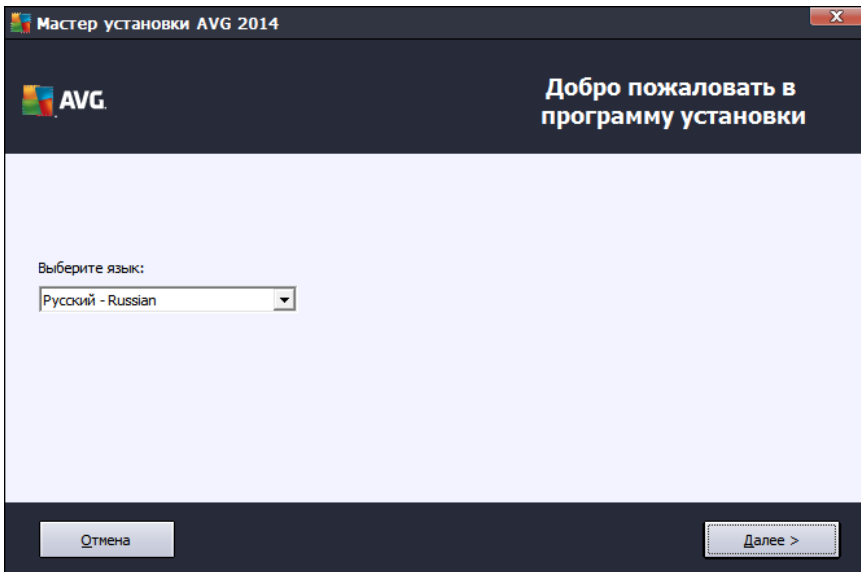 Мастер установки AVG 2014
X
AVG.
Добро пожаловать в
программу установки
Выберите язык:
Русский - Russian
Отмена
Далее >